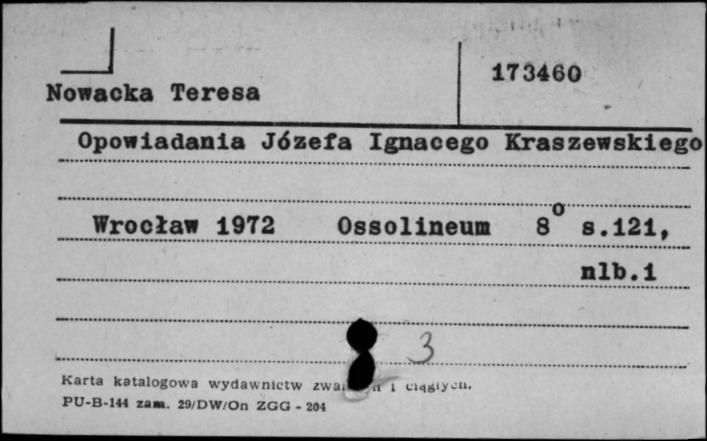 173460
Nowacka Teresa
Opowiadania Józefa Ignacego Kraszewskiego
Wrocław 1972 Ossolineum 8° s.121,
nlb.1
3
Karta katalogowa wydawnictw i ciągłych.
PU-B-144 zam. 29/DW/On ZGG - 204